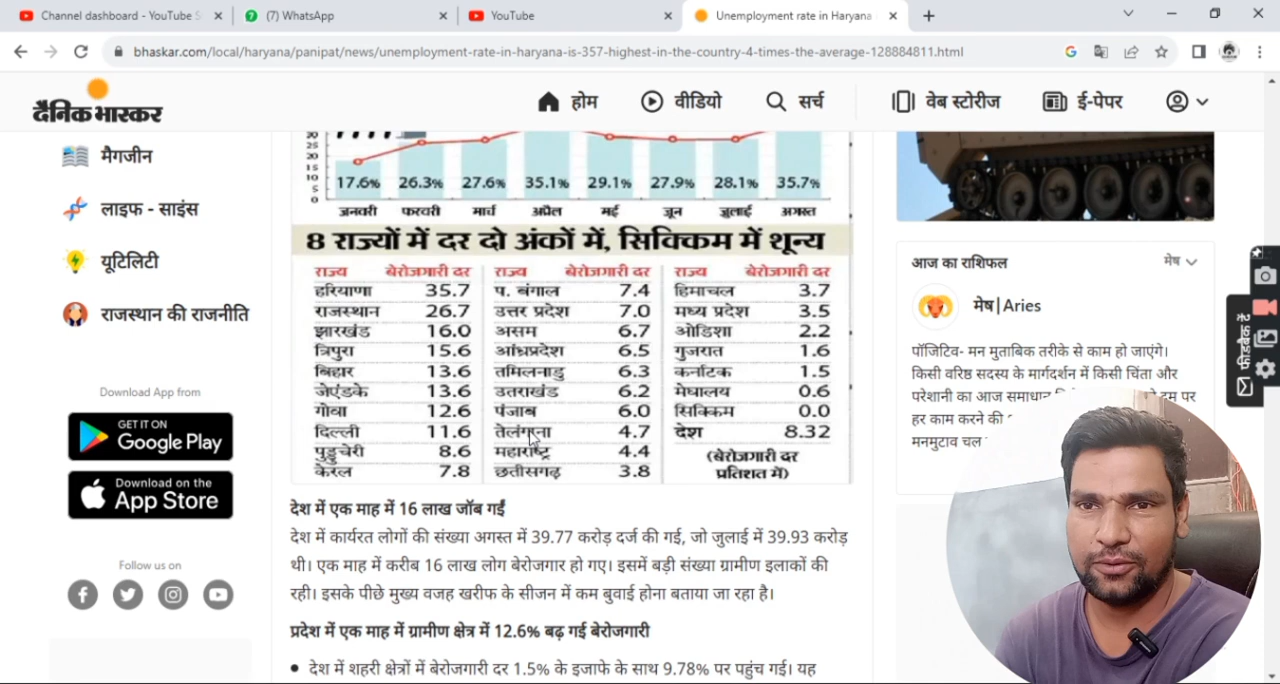 Channel dashboard - YouTube S
(7) WhatsApp
YouTube
Unemployment rate in Haryana
bhaskar.com/local/haryana/panipat/news/unemployment-rate-in-haryana-is-357-highest-in-the-country-4-times-the-average-128884811.html
दैनिक भास्कर
होम
वीडियो
सर्च
वेब स्टोरीज
ई-पेपर
मैगजीन
लाइफ - साइंस
यूटिलिटी
राजस्थान की राजनीति
Download App from
GET IT ON
Google Play
Download on the
App Store
Follow us on
30
25
20
15
10
5
0
17.6% 26.3% 27.6% 35.1% 29.1% 27.9% 28.1% 35.7%
जनवरी फरवरी मार्च अप्रैल मई जून जुलाई अगस्त
8 राज्यों में दर दो अंकों में, सिक्किम में शून्य
राज्य बेरोजगारी दर राज्य बेरोजगारी दर राज्य बेरोजगारी दर
हरियाणा 35.7 प. बंगाल 7.4 हिमाचल 3.7
राजस्थान 26.7 उत्तर प्रदेश 7.0 मध्य प्रदेश 3.5
झारखंड 16.0 असम 6.7 ओडिशा 2.2
त्रिपुरा 15.6 आंध्रप्रदेश 6.5 गुजरात 1.6
बिहार 13.6 तमिलनाडु 6.3 कर्नाटक 1.5
जेएंडके 13.6 उतराखंड 6.2 मेघालय 0.6
गोवा 12.6 पंजाब 6.0 सिक्किम 0.0
दिल्ली 11.6 तेलंगाना 4.7 देश 8.32
पुडुचेरी 8.6 महाराष्ट्र 4.4 (बेरोजगारी दर
केरल 7.8 छतीसगढ़ 3.8 प्रतिशत में)
देश में एक माह में 16 लाख जॉब गईं
देश में कार्यरत लोगों की संख्या अगस्त में 39.77 करोड़ दर्ज की गई, जो जुलाई में 39.93 करोड़
थी। एक माह में करीब 16 लाख लोग बेरोजगार हो गए। इसमें बड़ी संख्या ग्रामीण इलाकों की
रही। इसके पीछे मुख्य वजह खरीफ के सीजन में कम बुवाई होना बताया जा रहा है।
प्रदेश में एक माह में ग्रामीण क्षेत्र में 12.6% बढ़ गई बेरोजगारी
● देश में शहरी क्षेत्रों में बेरोजगारी दर 1.5% के इजाफे के साथ 9.78% पर पहुंच गई। यह
आज का राशिफल
मेष
मेष|Aries
पॉजिटिव- मन मुताबिक तरीके से काम हो जाएंगे।
किसी वरिष्ठ सदस्य के मार्गदर्शन में किसी चिंता और
परेशानी का आज समाधान पर
हर काम करने की
मनमुटाव चल
फीडबैक दें